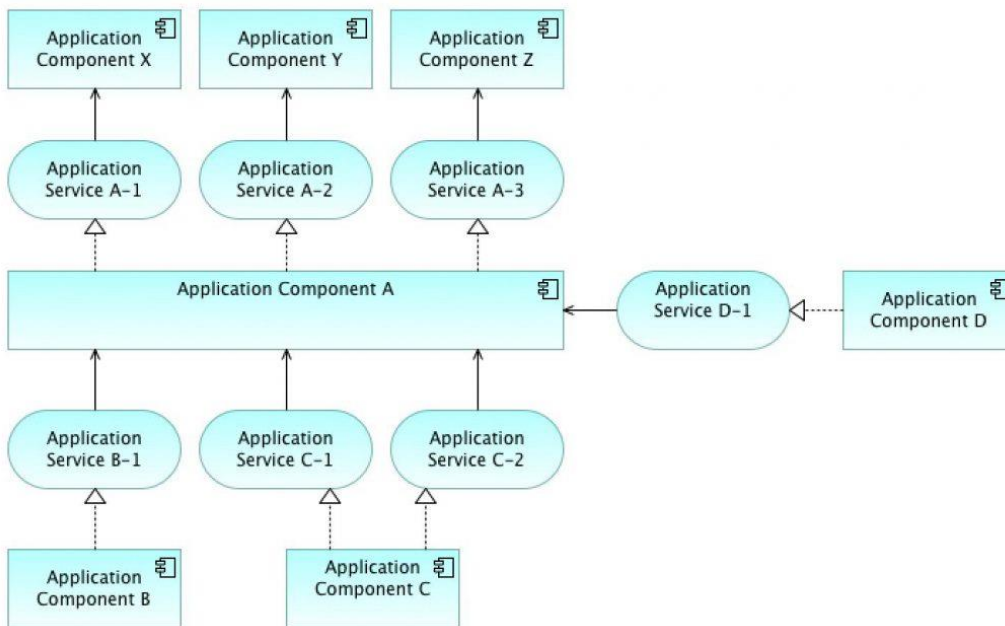 Application
Component X
Application
Component Y
Application
Component Z
Application
Service A-1
Application
Service A-2
Application
Service A-3
Application Component A
Application
Service D-1
Application
Component D
Application
Service B-1
Application
Service C-1
Application
Service C-2
Application
Component B
Application
Component C